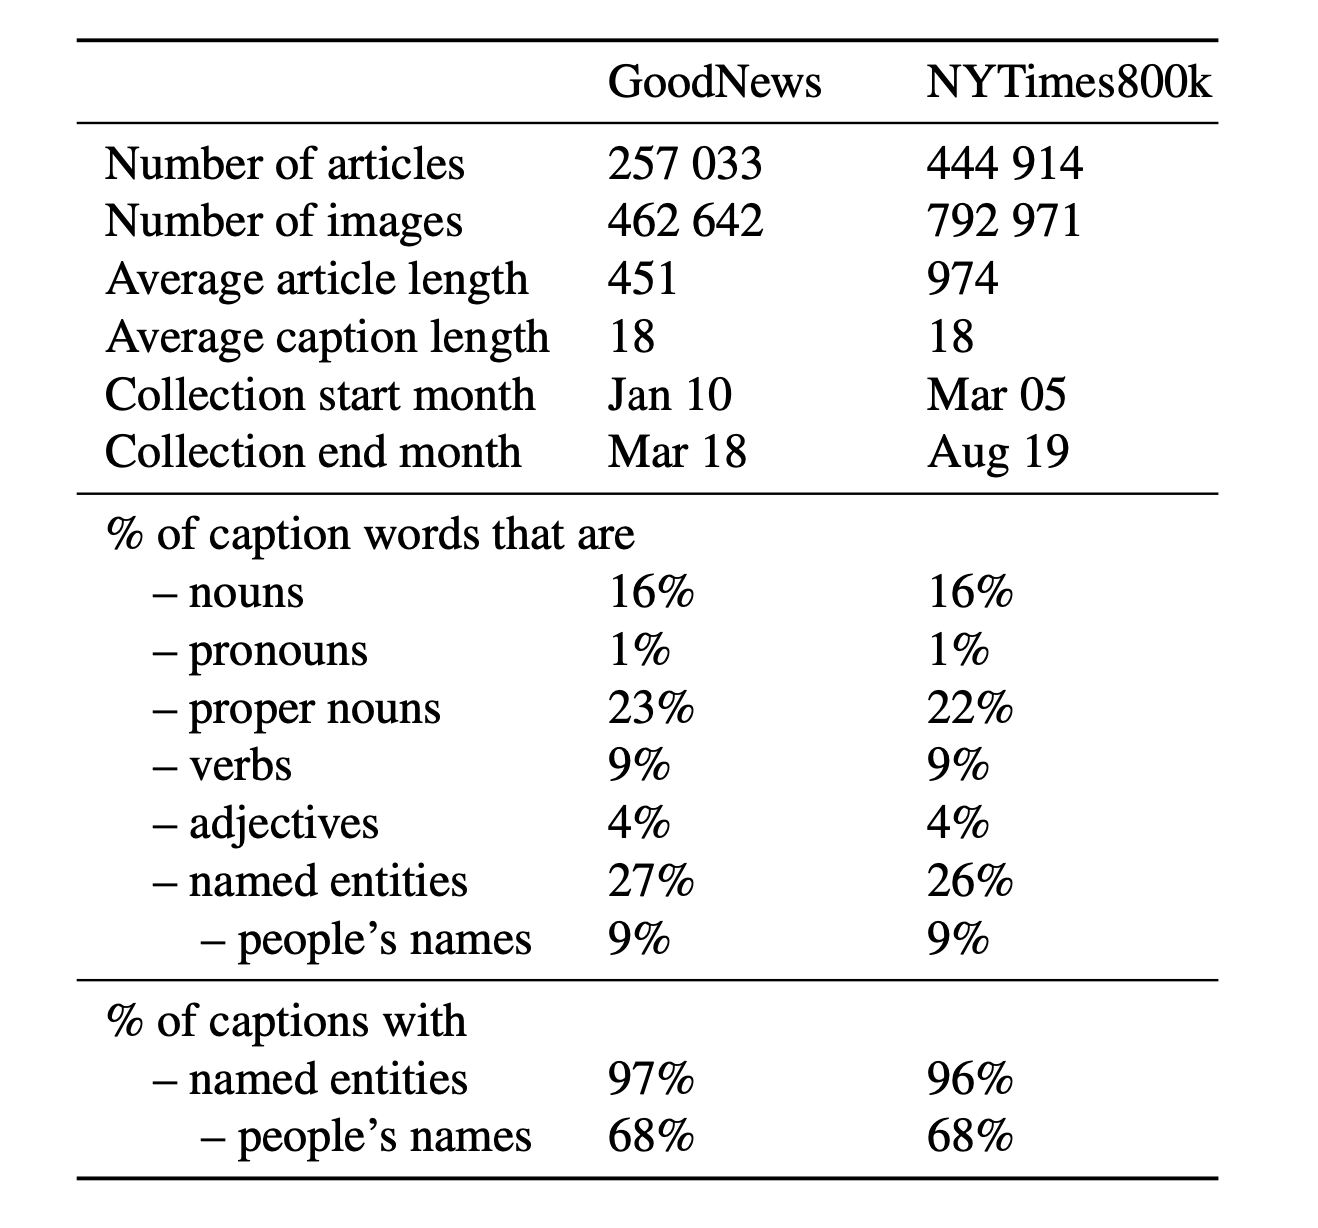 GoodNews NYTimes800k
Number of articles 257 033 444 914
Number of images 462 642 792 971
Average article length 451 974
Average caption length 18 18
Collection start month Jan 10 Mar 05
Collection end month Mar 18 Aug 19
% of caption words that are
– nouns 16% 16%
– pronouns 1% 1%
– proper nouns 23% 22%
– verbs 9% 9%
– adjectives 4% 4%
– named entities 27% 26%
– people’s names 9% 9%
% of captions with
– named entities 97% 96%
– people’s names 68% 68%